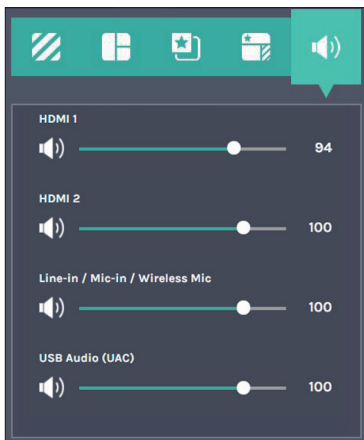 HDMI 1
94
HDMI 2
100
Line-in / Mic-in / Wireless Mic
100
USB Audio (UAC)
100